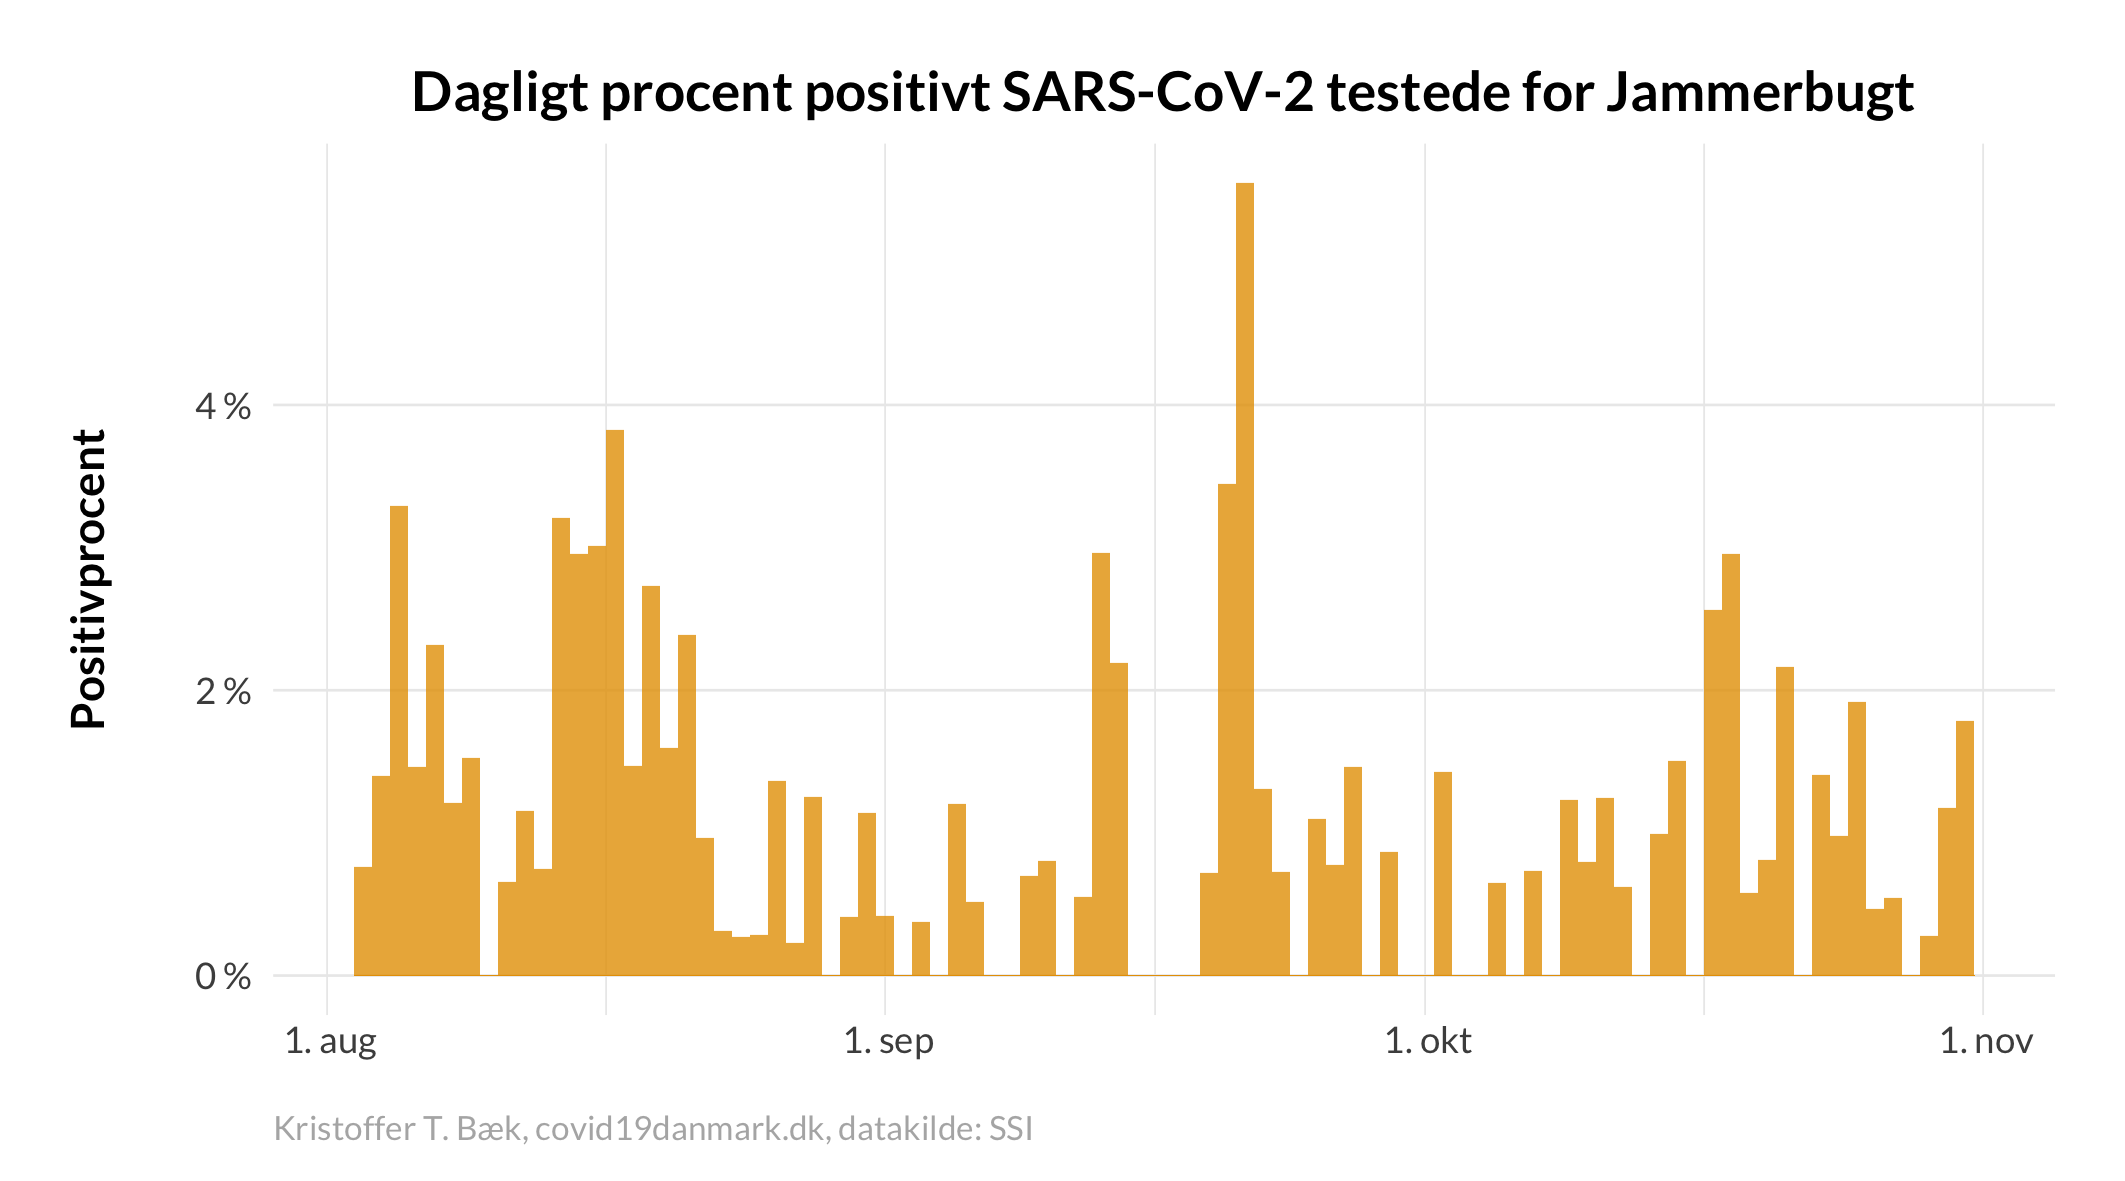 Dagligt procent positivt SARS-CoV-2 testede for Jammerbugt
Positivprocent
4 %
2 %
0 %
1. aug
1. sep
1. okt
1. nov
Kristoffer T. Bæk, covid19danmark.dk, datakilde: SSI